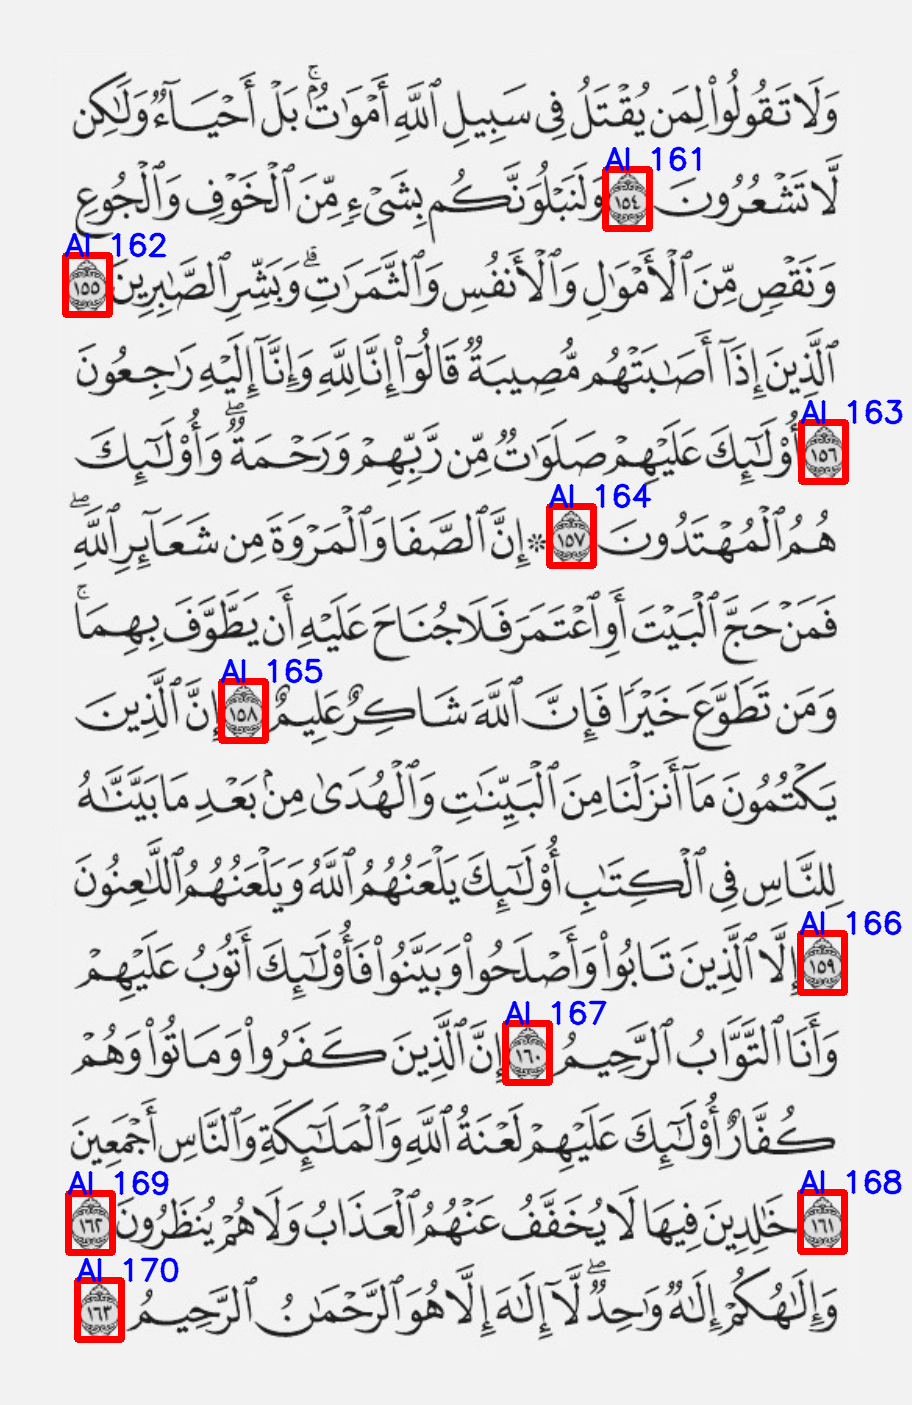 وَلَا تَقُولُوا۟ لِمَن يُقْتَلُ فِى سَبِيلِ ٱللَّهِ أَمْوَٰتٌۢ ۚ بَلْ أَحْيَآءٌ وَلَٰكِن
AI 161
لَّا تَشْعُرُونَ ١٥٤ وَلَنَبْلُوَنَّكُم بِشَىْءٍ مِّنَ ٱلْخَوْفِ وَٱلْجُوعِ
AI 162
وَنَقْصٍ مِّنَ ٱلْأَمْوَٰلِ وَٱلْأَنفُسِ وَٱلثَّمَرَٰتِ ۗ وَبَشِّرِ ٱلصَّٰبِرِينَ ١٥٥
ٱلَّذِينَ إِذَآ أَصَٰبَتْهُم مُّصِيبَةٌ قَالُوٓا۟ إِنَّا لِلَّهِ وَإِنَّآ إِلَيْهِ رَٰجِعُونَ
AI 163
١٥٦ أُو۟لَٰٓئِكَ عَلَيْهِمْ صَلَوَٰتٌ مِّن رَّبِّهِمْ وَرَحْمَةٌ ۖ وَأُو۟لَٰٓئِكَ
AI 164
هُمُ ٱلْمُهْتَدُونَ ١٥٧ ۞ إِنَّ ٱلصَّفَا وَٱلْمَرْوَةَ مِن شَعَآئِرِ ٱللَّهِ ۖ
فَمَنْ حَجَّ ٱلْبَيْتَ أَوِ ٱعْتَمَرَ فَلَا جُنَاحَ عَلَيْهِ أَن يَطَّوَّفَ بِهِمَا ۚ
AI 165
وَمَن تَطَوَّعَ خَيْرًا فَإِنَّ ٱللَّهَ شَاكِرٌ عَلِيمٌ ١٥٨ إِنَّ ٱلَّذِينَ
يَكْتُمُونَ مَآ أَنزَلْنَا مِنَ ٱلْبَيِّنَٰتِ وَٱلْهُدَىٰ مِنۢ بَعْدِ مَا بَيَّنَّٰهُ
لِلنَّاسِ فِى ٱلْكِتَٰبِ أُو۟لَٰٓئِكَ يَلْعَنُهُمُ ٱللَّهُ وَيَلْعَنُهُمُ ٱللَّٰعِنُونَ
AI 166
١٥٩ إِلَّا ٱلَّذِينَ تَابُوا۟ وَأَصْلَحُوا۟ وَبَيَّنُوا۟ فَأُو۟لَٰٓئِكَ أَتُوبُ عَلَيْهِمْ
AI 167
وَأَنَا ٱلتَّوَّابُ ٱلرَّحِيمُ ١٦٠ إِنَّ ٱلَّذِينَ كَفَرُوا۟ وَمَاتُوا۟ وَهُمْ
كُفَّارٌ أُو۟لَٰٓئِكَ عَلَيْهِمْ لَعْنَةُ ٱللَّهِ وَٱلْمَلَٰٓئِكَةِ وَٱلنَّاسِ أَجْمَعِينَ
AI 168 AI 169
١٦١ خَٰلِدِينَ فِيهَا لَا يُخَفَّفُ عَنْهُمُ ٱلْعَذَابُ وَلَا هُمْ يُنظَرُونَ ١٦٢
AI 170
وَإِلَٰهُكُمْ إِلَٰهٌ وَٰحِدٌ ۖ لَّآ إِلَٰهَ إِلَّا هُوَ ٱلرَّحْمَٰنُ ٱلرَّحِيمُ ١٦٣